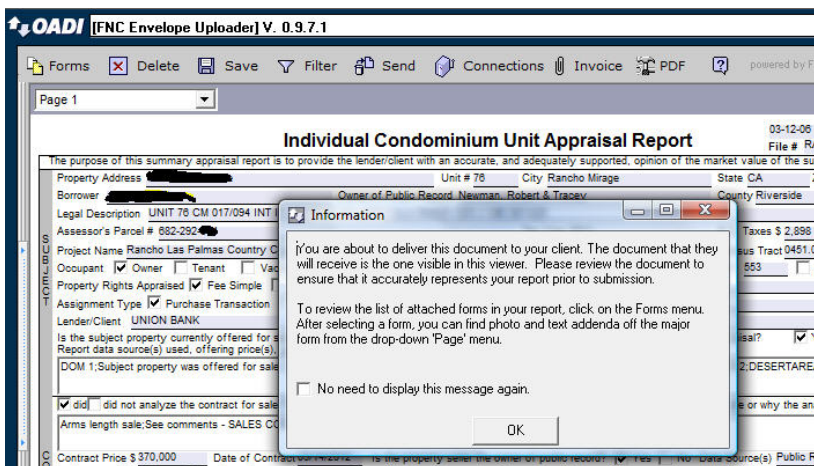 OADI [FNC Envelope Uploader] V. 0.9.7.1
Forms Delete Save Filter Send Connections Invoice PDF powered by F
Page 1
03-12-06
Individual Condominium Unit Appraisal Report
File #
The purpose of this summary appraisal report is to provide the lender/client with an accurate, and adequately supported, opinion of the market value of the su
Property Address Unit # 76 City Rancho Mirage State CA
Borrower Owner of Public Record Newman, Robert & Tracey County Riverside
Legal Description UNIT 76 CM 017/094 INT I
Assessor's Parcel # 682-292 Taxes $ 2,898
Project Name Rancho Las Palmas Country C sus Tract 0451.0
Occupant Owner Tenant Vac 553
Property Rights Appraised Fee Simple
Assignment Type Purchase Transaction
Lender/Client UNION BANK
Is the subject property currently offered for s isal?
Report data source(s) used, offering price(s),
DOM 1;Subject property was offered for sale 2;DESERTAREA
did did not analyze the contract for sale e or why the an
Arms length sale;See comments - SALES CO
Contract Price $ 370,000 Date of Contract Is the property seller the owner of public record? Yes No Data Source(s) Public R
SUBJECT
Information
You are about to deliver this document to your client. The document that they
will receive is the one visible in this viewer. Please review the document to
ensure that it accurately represents your report prior to submission.
To review the list of attached forms in your report, click on the Forms menu.
After selecting a form, you can find photo and text addenda off the major
form from the drop-down 'Page' menu.
No need to display this message again.
OK